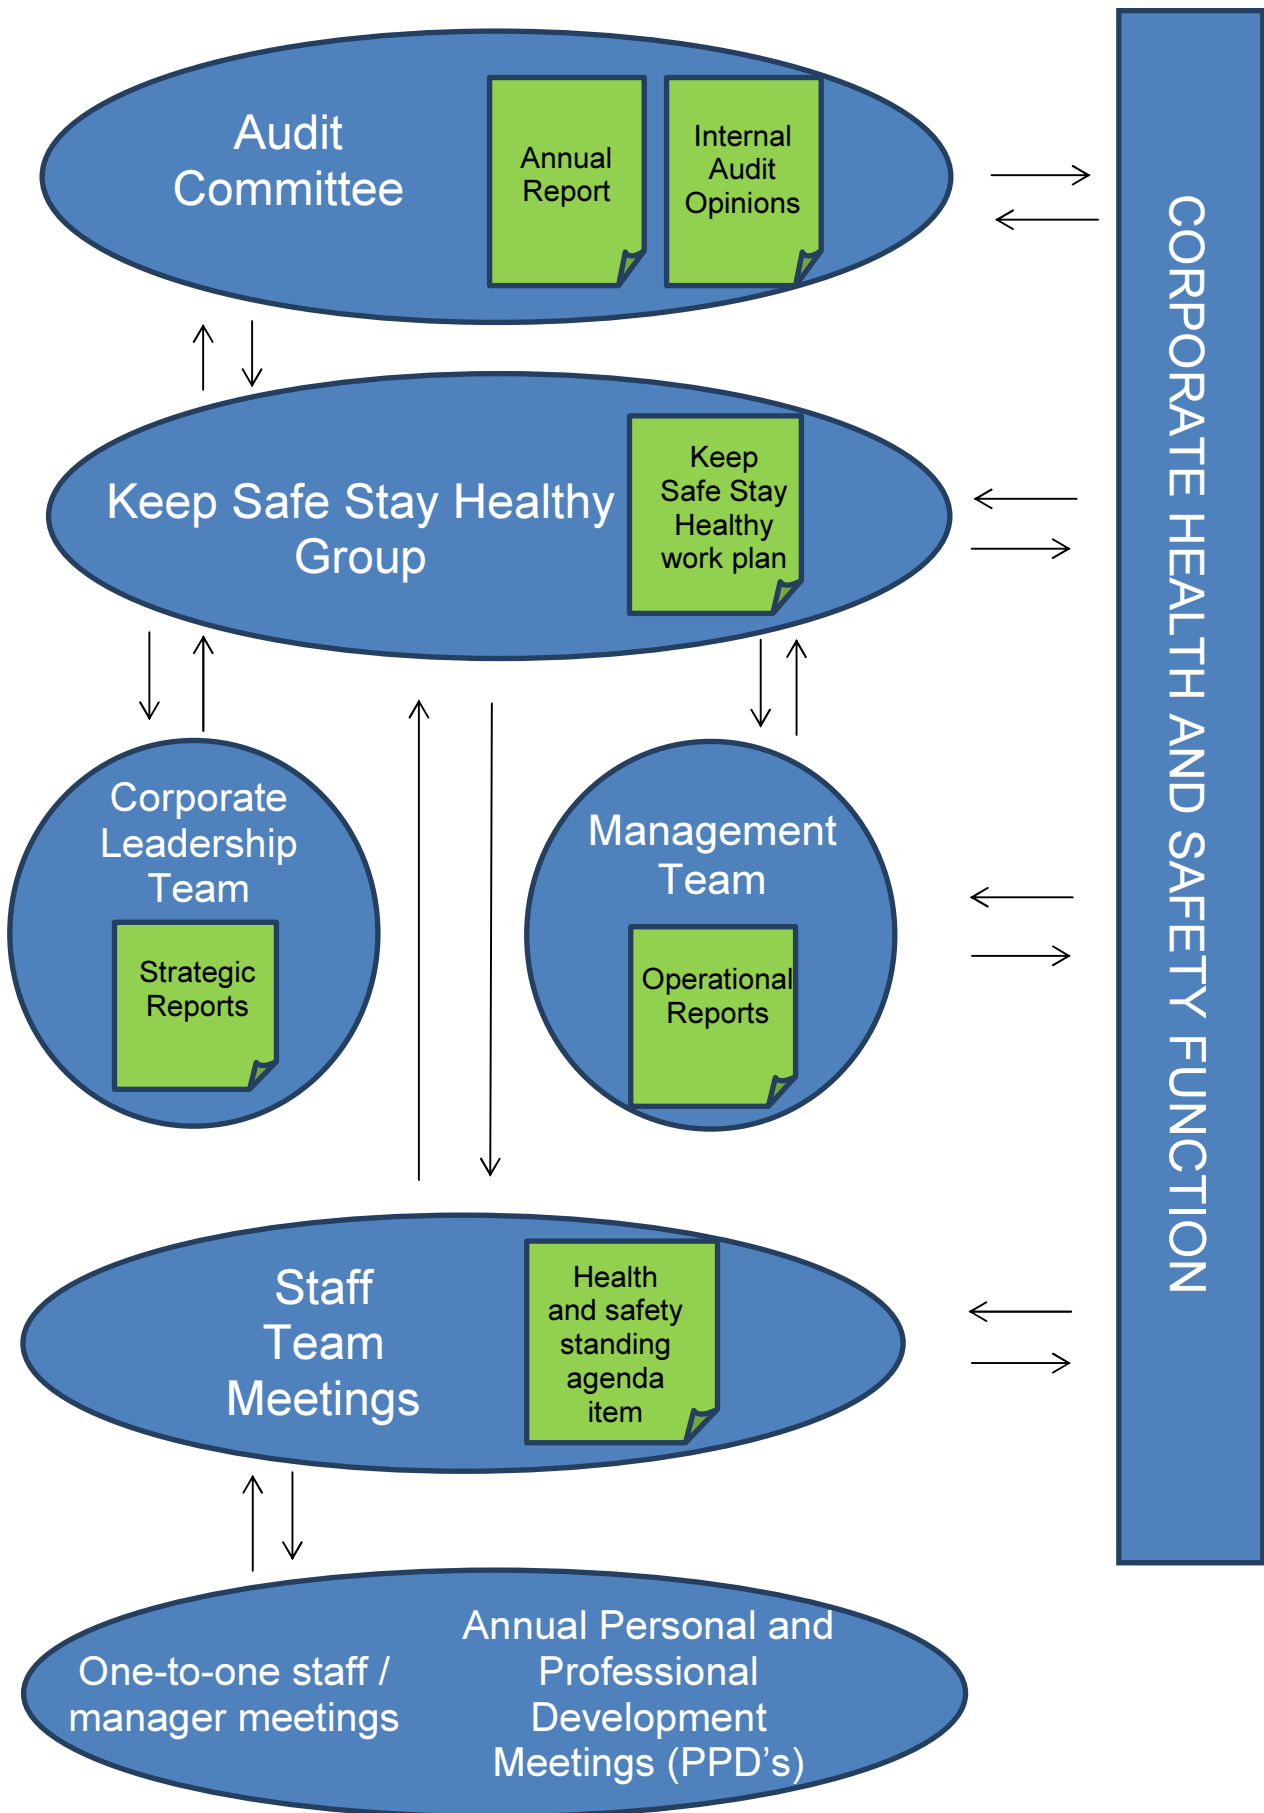 Audit
Committee
Annual
Report
Internal
Audit
Opinions
Keep Safe Stay Healthy
Group
Keep
Safe Stay
Healthy
work plan
Corporate
Leadership
Team
Strategic
Reports
Management
Team
Operational
Reports
Staff
Team
Meetings
Health
and safety
standing
agenda
item
One-to-one staff /
manager meetings
Annual Personal and
Professional
Development
Meetings (PPD’s)
CORPORATE HEALTH AND SAFETY FUNCTION